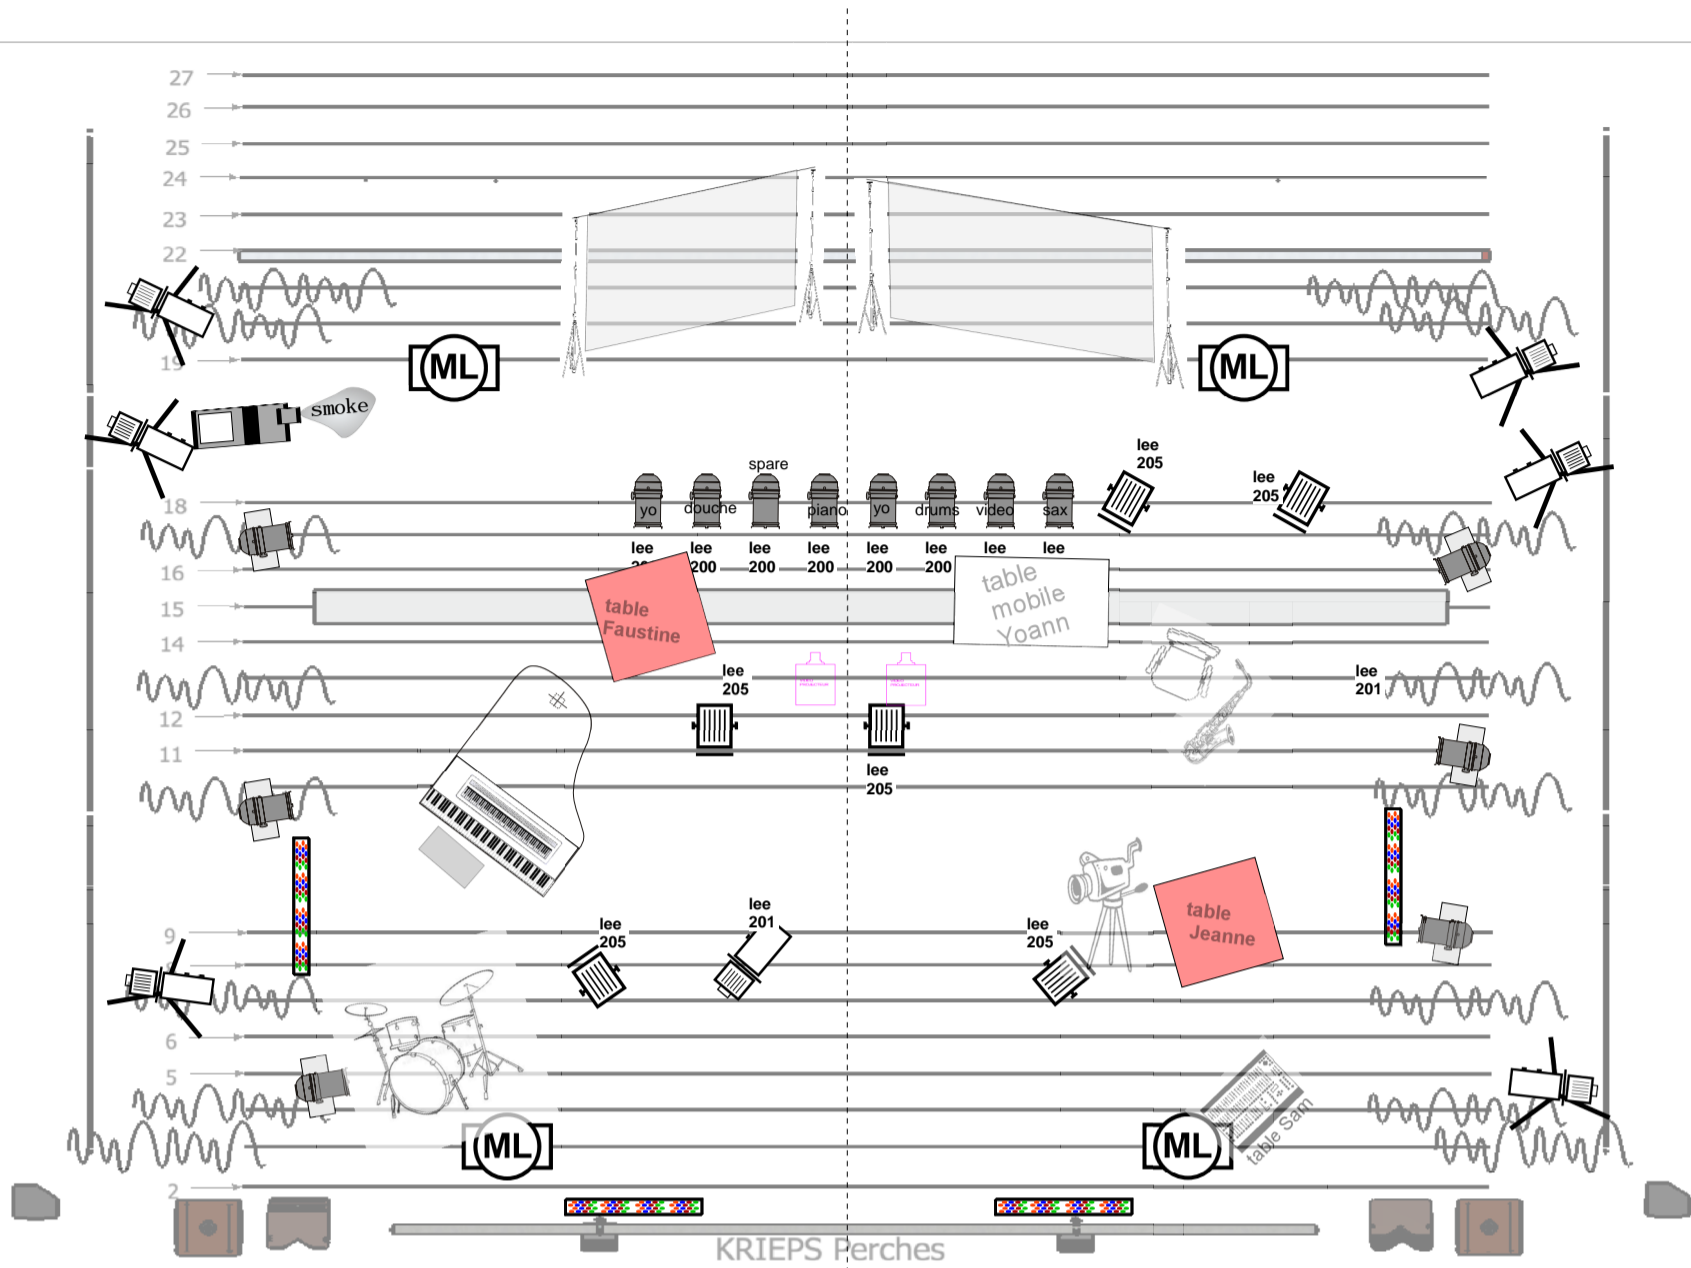 27
26
25
24
23
22
19
ML
ML
smoke
lee
205
lee
205
spare
18
yo
douche
piano
yo
drums
video
sax
lee
lee
lee
lee
lee
lee
lee
lee
200
200
200
200
200
16
table
Faustine
table
mobile
Yoann
15
14
lee
205
lee
201
12
11
lee
205
lee
201
lee
205
lee
205
9
table
Jeanne
6
5
ML
ML
table Sam
2
KRIEPS Perches